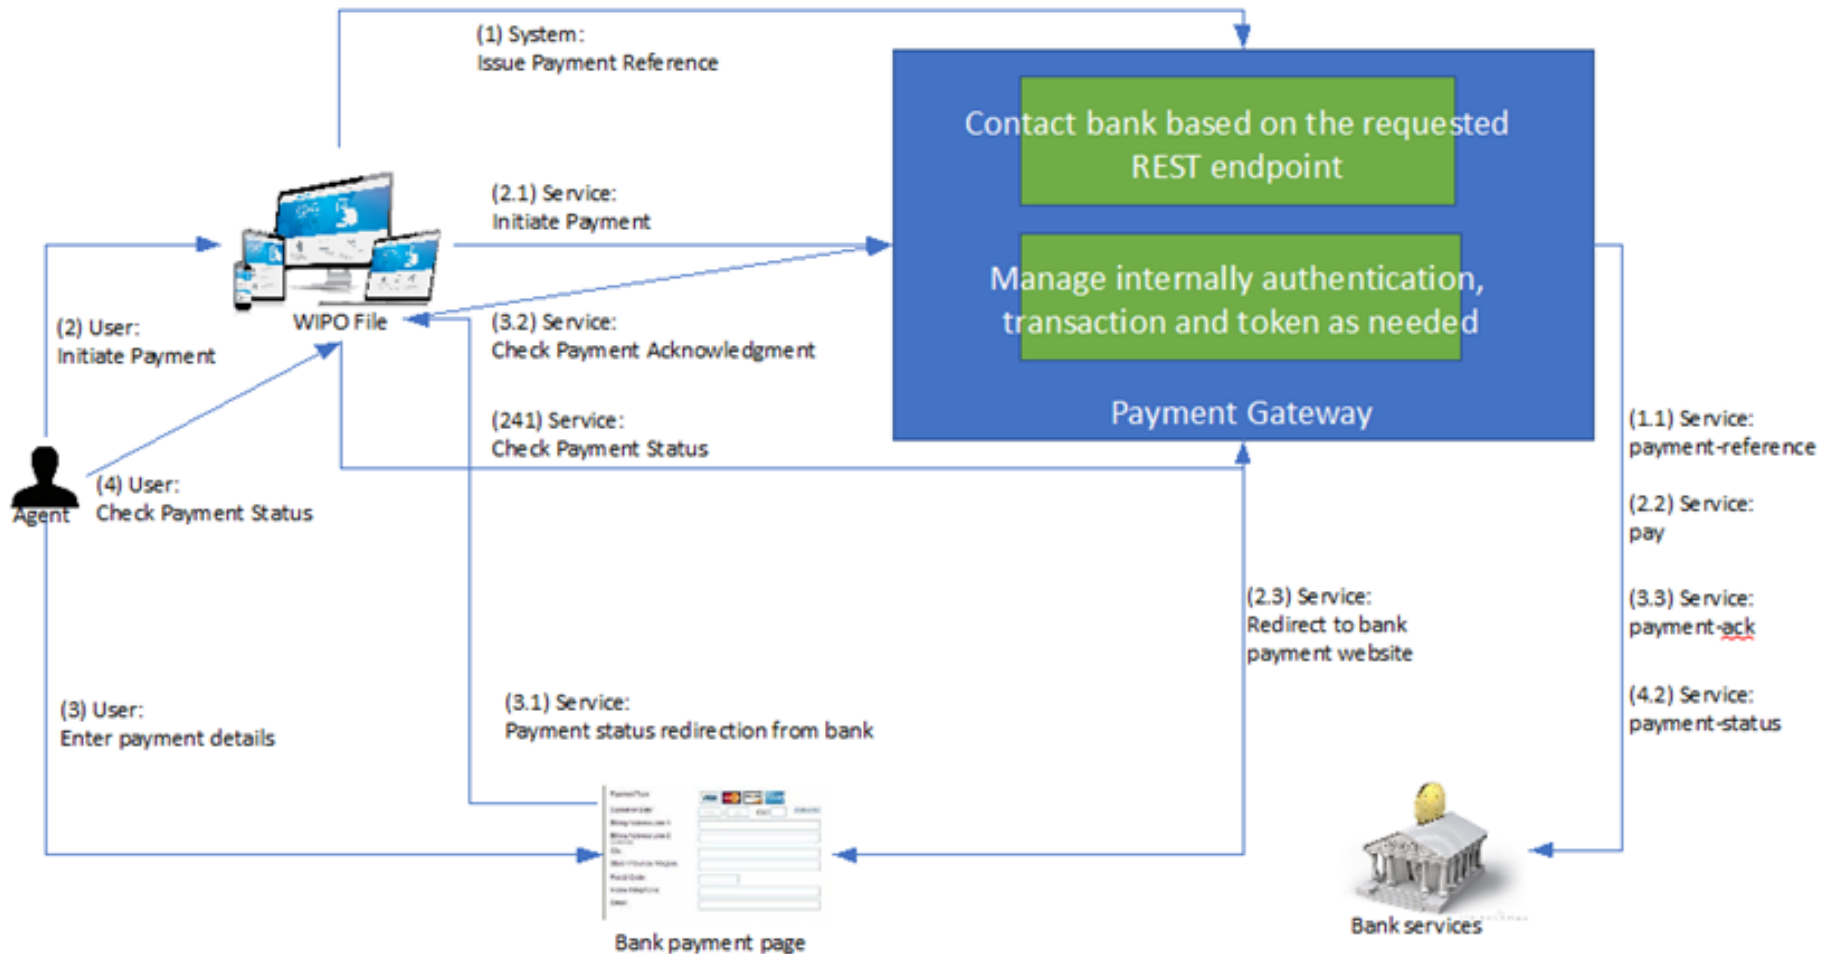 (1) System:
Issue Payment Reference
Contact bank based on the requested
REST endpoint
(2.1) Service:
Initiate Payment
Manage internally authentication,
transaction and token as needed
WIPO File
(2) User:
Initiate Payment
(3.2) Service:
Check Payment Acknowledgment
Payment Gateway
(241) Service:
Check Payment Status
(1.1) Service:
payment-reference
Agent
(4) User:
Check Payment Status
(2.2) Service:
pay
(2.3) Service:
Redirect to bank
payment website
(3.3) Service:
payment-ack
(3) User:
Enter payment details
(3.1) Service:
Payment status redirection from bank
(4.2) Service:
payment-status
Bank payment page
Bank services